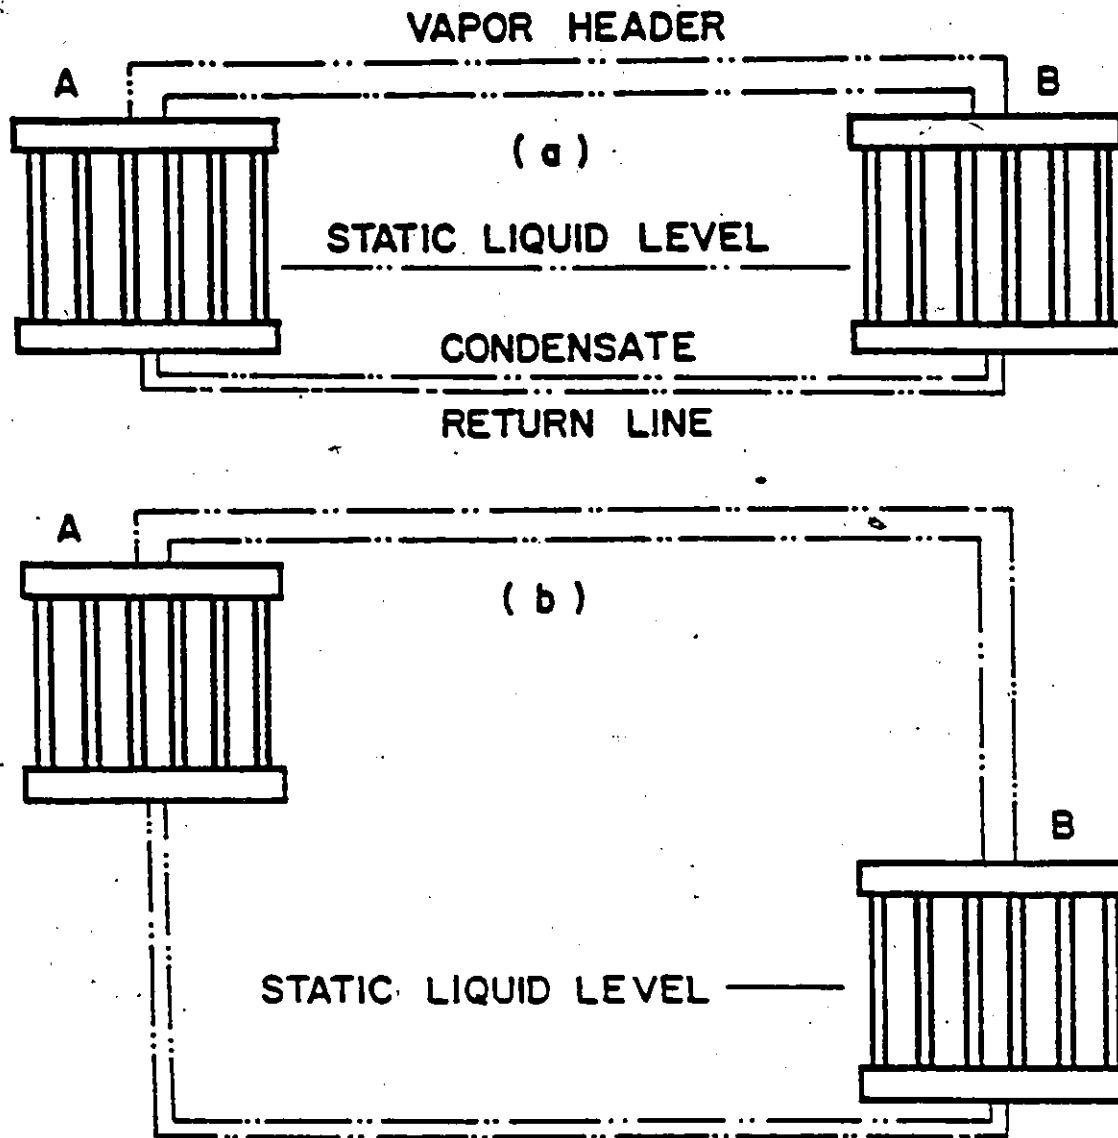 VAPOR HEADER
A
B
( a )
STATIC LIQUID LEVEL
CONDENSATE
RETURN LINE
A
( b )
B
STATIC LIQUID LEVEL